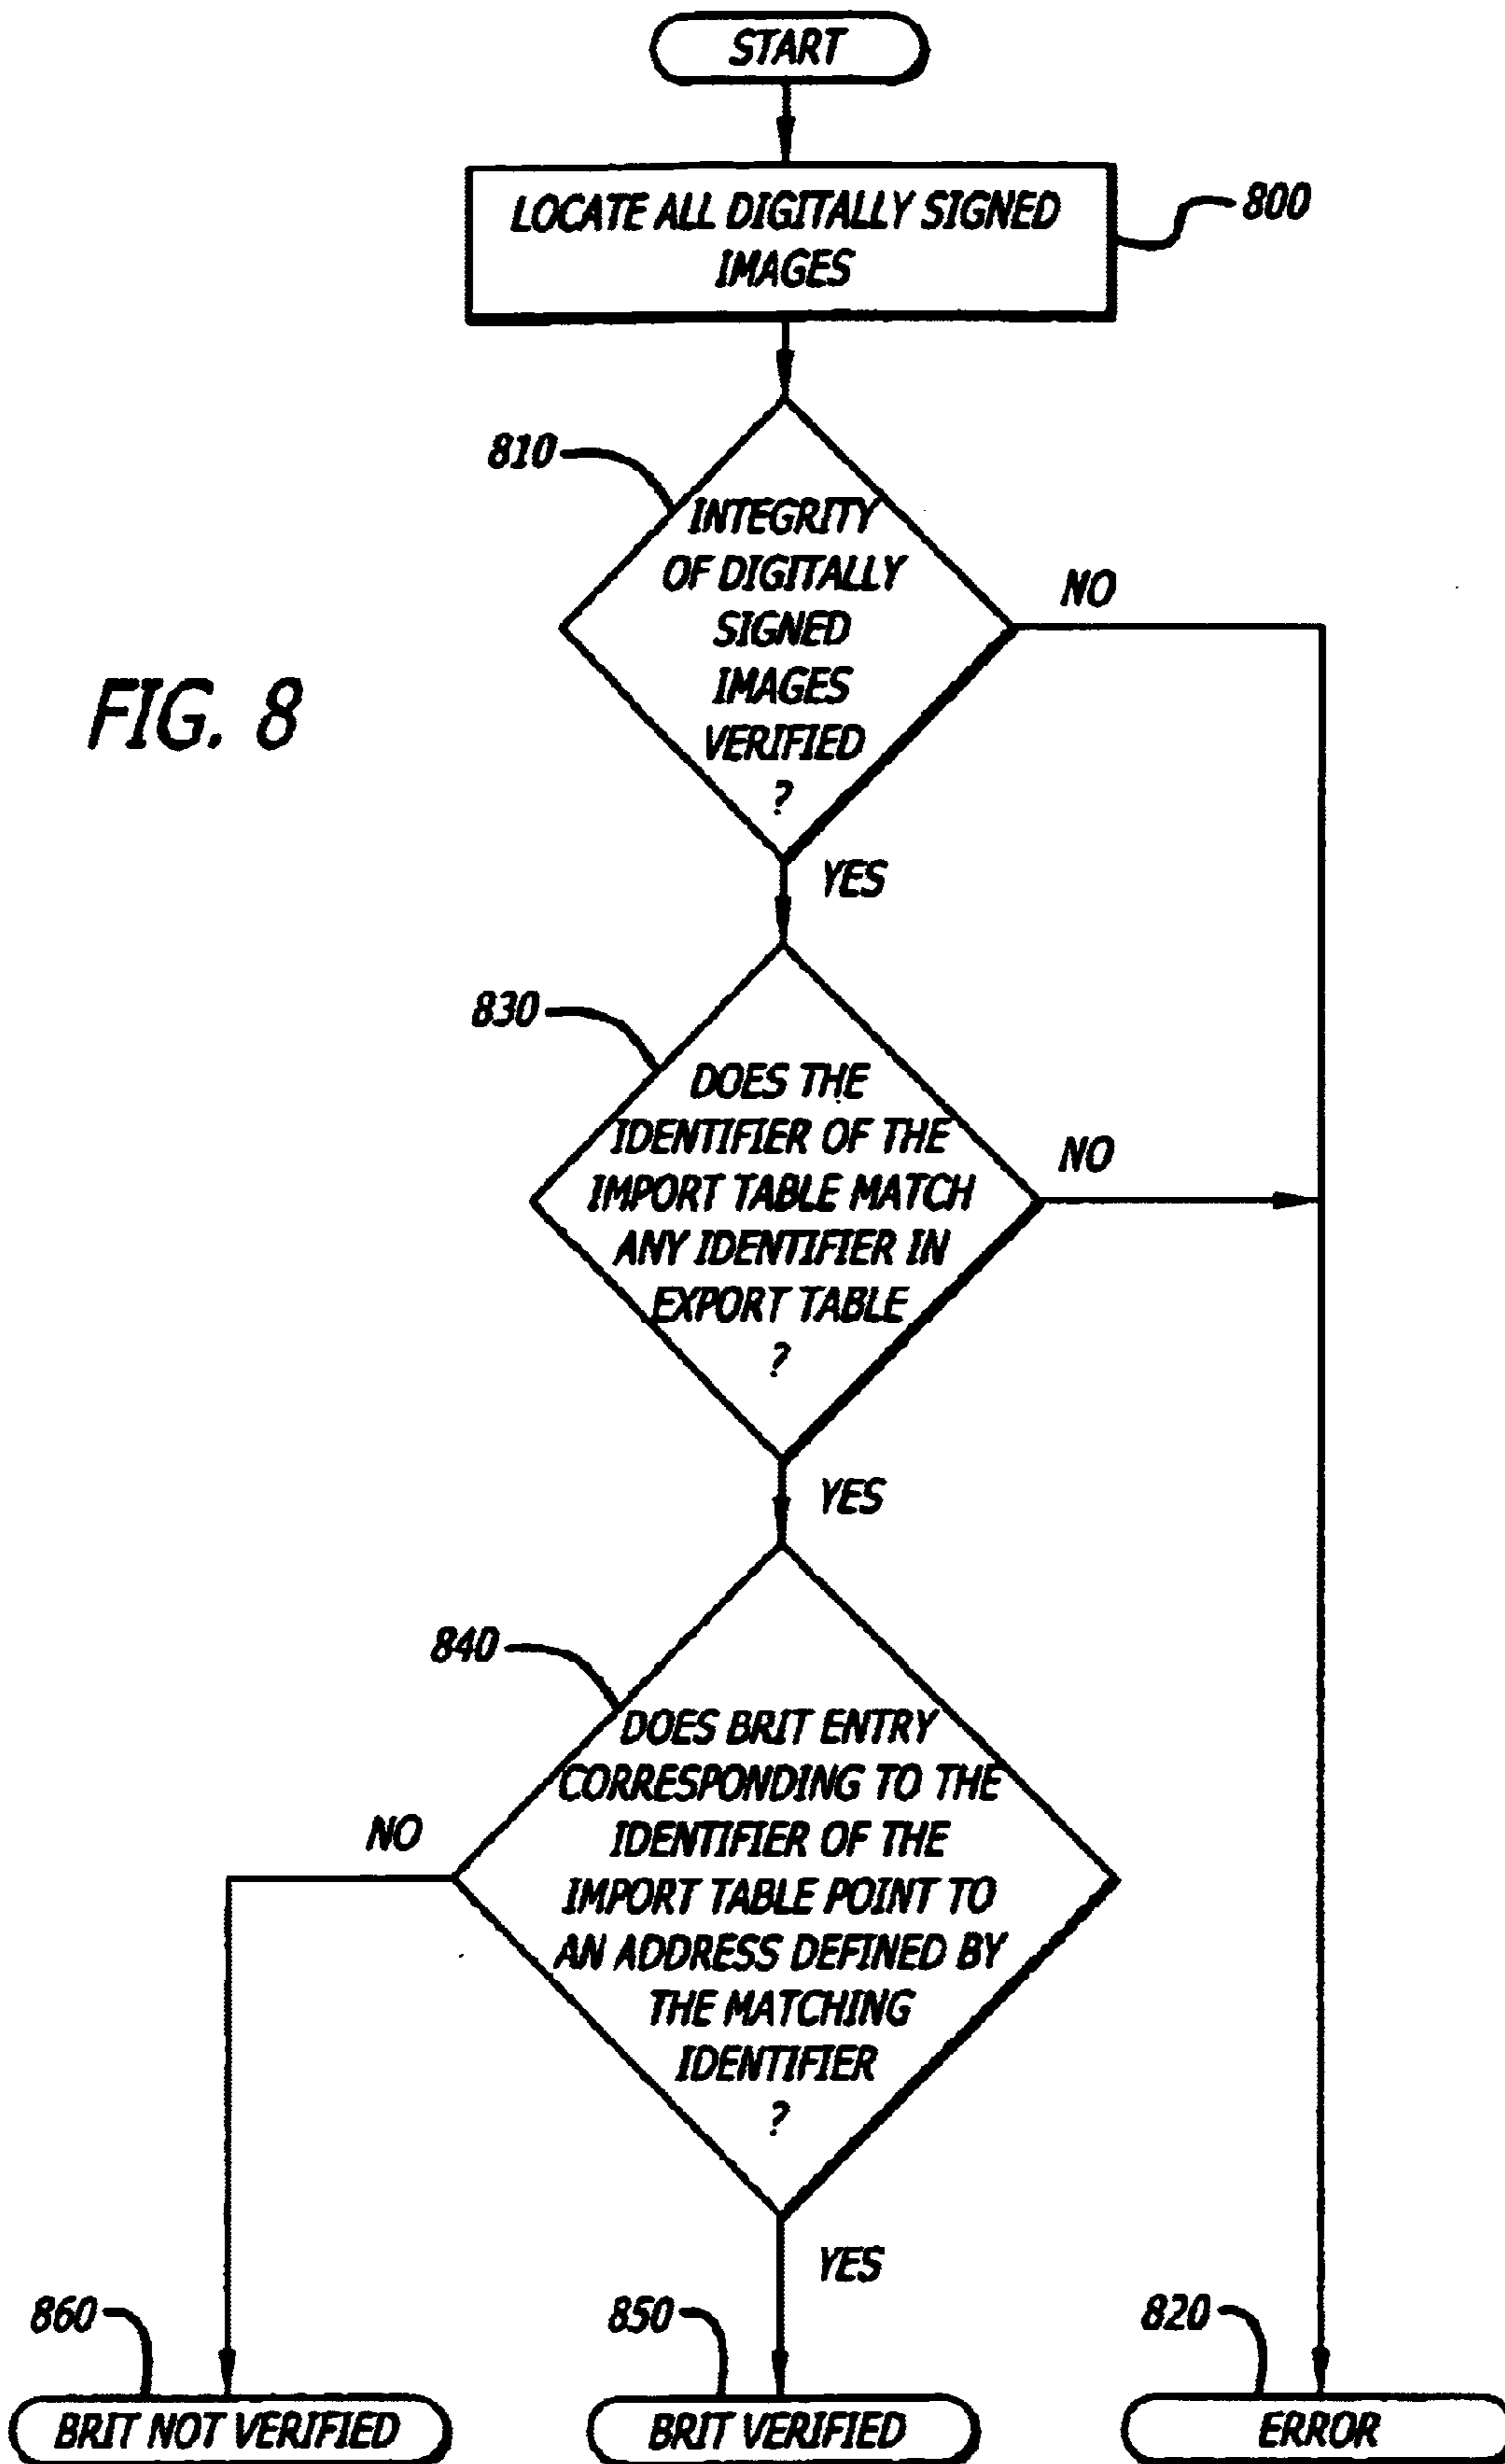 START
LOCATE ALL DIGITALLY SIGNED
IMAGES
800
810
INTEGRITY
OF DIGITALLY
SIGNED
IMAGES
VERIFIED
?
NO
FIG. 8
YES
830
DOES THE
IDENTIFIER OF THE
IMPORT TABLE MATCH
ANY IDENTIFIER IN
EXPORT TABLE
?
NO
YES
840
DOES BRIT ENTRY
CORRESPONDING TO THE
IDENTIFIER OF THE
IMPORT TABLE POINT TO
AN ADDRESS DEFINED BY
THE MATCHING
IDENTIFIER
?
NO
YES
860
850
820
BRIT NOT VERIFIED
BRIT VERIFIED
ERROR